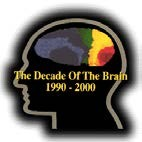 The Decade Of The Brain
1990 - 2000